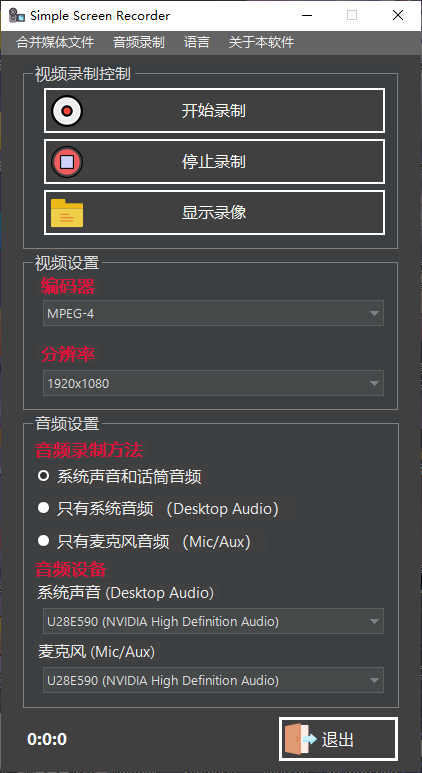 Simple Screen Recorder
合并媒体文件 音频录制 语言 关于本软件
视频录制控制
开始录制
停止录制
显示录像
视频设置
编码器
MPEG-4
分辨率
1920x1080
音频设置
音频录制方法
系统声音和话筒音频
只有系统音频 （Desktop Audio）
只有麦克风音频 （Mic/Aux）
音频设备
系统声音 (Desktop Audio)
U28E590 (NVIDIA High Definition Audio)
麦克风 (Mic/Aux)
U28E590 (NVIDIA High Definition Audio)
0:0:0 退出